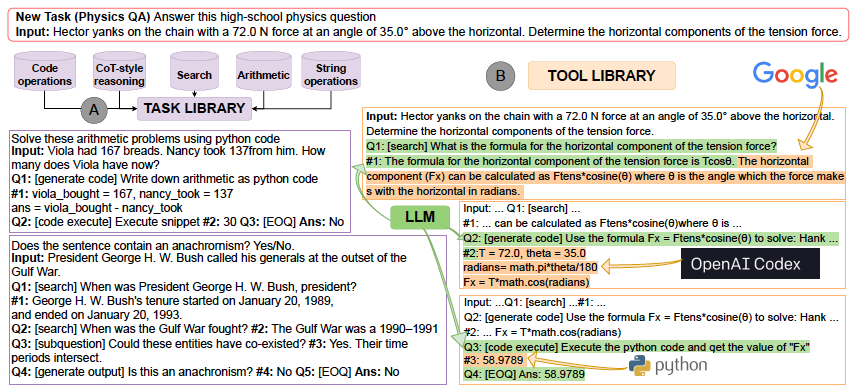 New Task (Physics QA) Answer this high-school physics question
Input: Hector yanks on the chain with a 72.0 N force at an angle of 35.0° above the horizontal. Determine the horizontal components of the tension force.
Code operations
CoT-style reasoning
Search
Arithmetic
String operations
A
TASK LIBRARY
B
TOOL LIBRARY
Google
Solve these arithmetic problems using python code
Input: Viola had 167 breads. Nancy took 137from him. How
many does Viola have now?
Q1: [generate code] Write down arithmetic as python code
#1: viola_bought = 167, nancy_took = 137
ans = viola_bought - nancy_took
Q2: [code execute] Execute snippet #2: 30 Q3: [EOQ] Ans: No
Does the sentence contain an anachronism? Yes/No.
Input: President George H. W. Bush called his generals at the outset of the
Gulf War.
Q1: [search] When was President George H. W. Bush, president?
#1: George H. W. Bush's tenure started on January 20, 1989,
and ended on January 20, 1993.
Q2: [search] When was the Gulf War fought? #2: The Gulf War was a 1990–1991
Q3: [subquestion] Could these entities have co-existed? #3: Yes. Their time
periods intersect.
Q4: [generate output] Is this an anachronism? #4: No Q5: [EOQ] Ans: No
LLM
Input: Hector yanks on the chain with a 72.0 N force at an angle of 35.0° above the horizontal.
Determine the horizontal components of the tension force.
Q1: [search] What is the formula for the horizontal component of the tension force?
#1: The formula for the horizontal component of the tension force is Tcosθ. The horizontal
component (Fx) can be calculated as Ftens*cosine(θ) where θ is the angle which the force make
s with the horizontal in radians.
Input: ... Q1: [search] ...
#1: ... can be calculated as Ftens*cosine(θ)where θ is ...
Q2: [generate code] Use the formula Fx = Ftens*cosine(θ) to solve: Hank ...
#2:T = 72.0, theta = 35.0
radians= math.pi*theta/180
Fx = T*math.cos(radians)
OpenAI Codex
Input: ...Q1: [search] ...#1: ...
Q2: [generate code] Use the formula Fx = Ftens*cosine(θ) to solve: Hank ...
#2: ... Fx = T*math.cos(radians)
Q3: [code execute] Execute the python code and get the value of "Fx"
#3: 58.9789
Q4: [EOQ] Ans: 58.9789
python